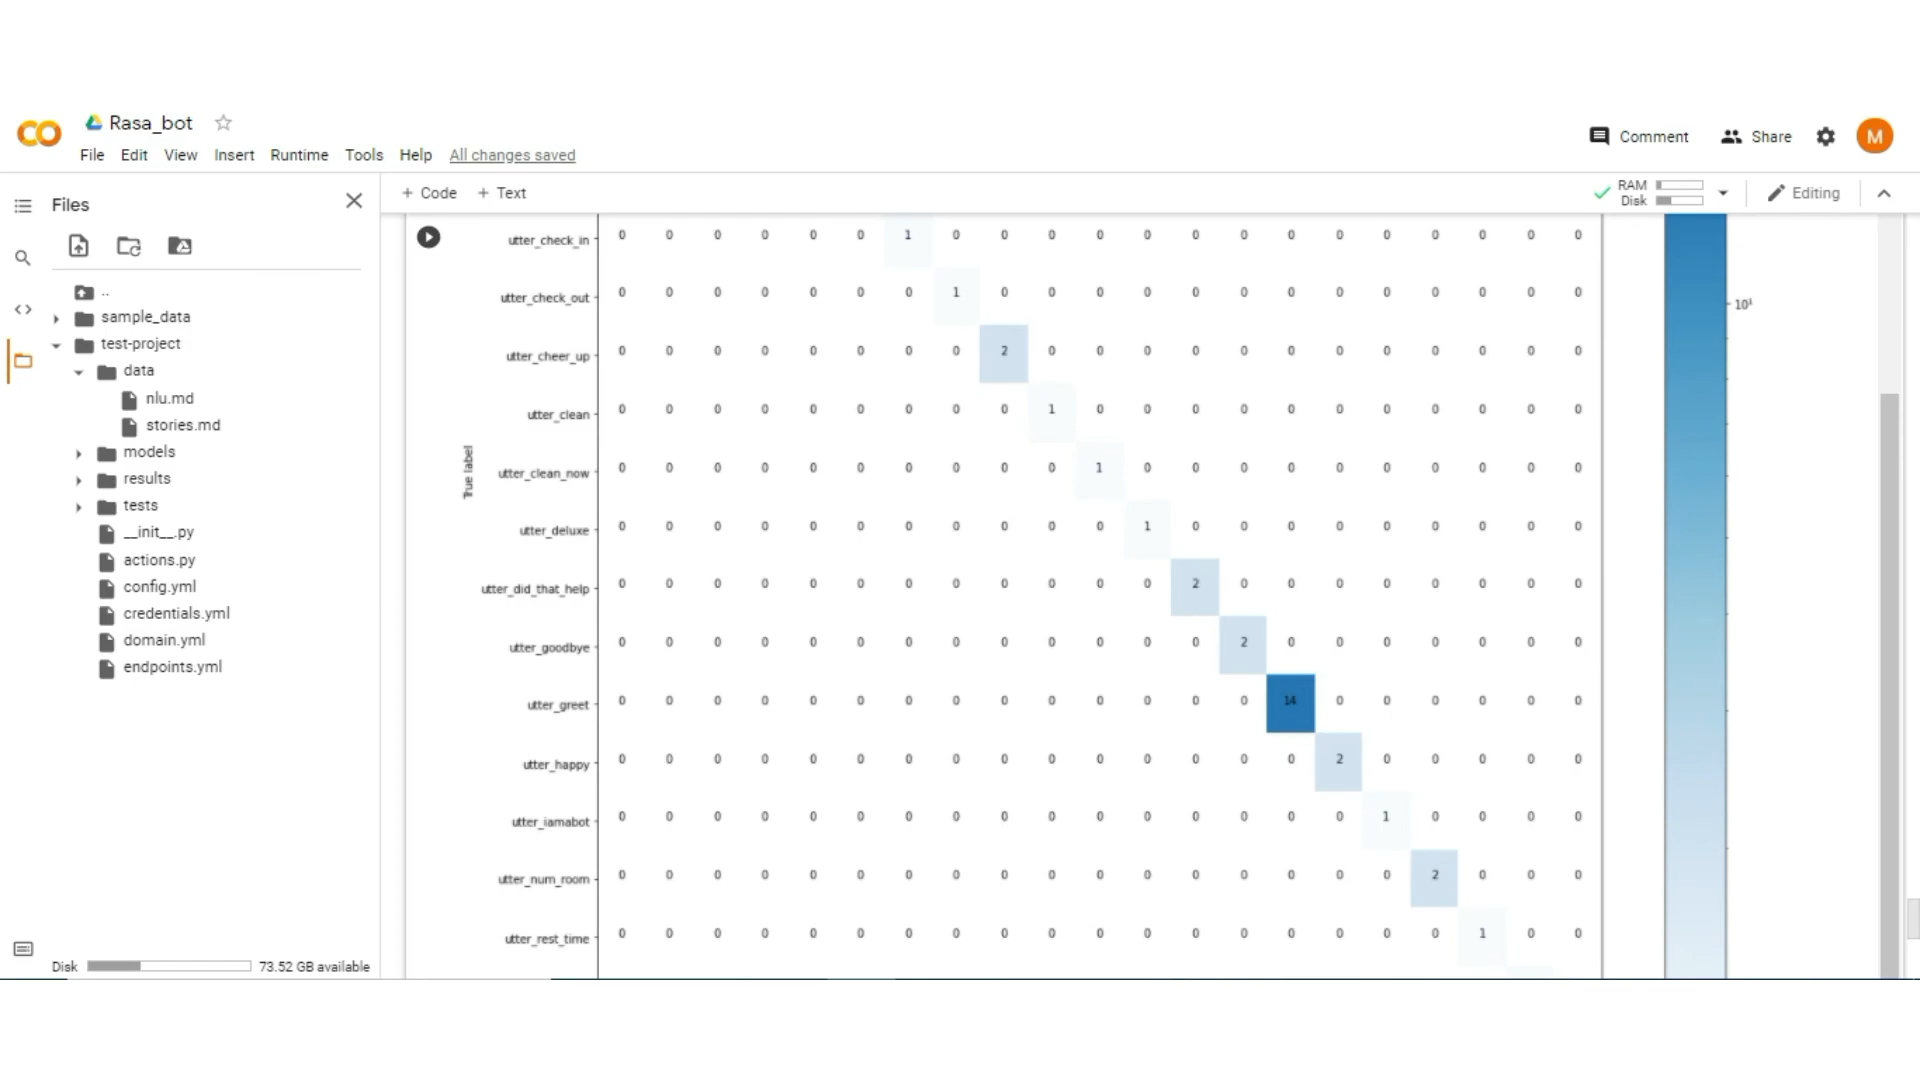 Rasa_bot
File Edit View Insert Runtime Tools Help All changes saved
Comment Share M
Files
+ Code + Text
RAM
Disk
Editing
..
sample_data
test-project
data
nlu.md
stories.md
models
results
tests
__init__.py
actions.py
config.yml
credentials.yml
domain.yml
endpoints.yml
Disk 73.52 GB available
True label
utter_check_in 0 0 0 0 0 0 1 0 0 0 0 0 0 0 0 0 0 0 0 0 0
utter_check_out 0 0 0 0 0 0 0 1 0 0 0 0 0 0 0 0 0 0 0 0 0
utter_cheer_up 0 0 0 0 0 0 0 0 2 0 0 0 0 0 0 0 0 0 0 0 0
utter_clean 0 0 0 0 0 0 0 0 0 1 0 0 0 0 0 0 0 0 0 0 0
utter_clean_now 0 0 0 0 0 0 0 0 0 0 1 0 0 0 0 0 0 0 0 0 0
utter_deluxe 0 0 0 0 0 0 0 0 0 0 0 1 0 0 0 0 0 0 0 0 0
utter_did_that_help 0 0 0 0 0 0 0 0 0 0 0 0 2 0 0 0 0 0 0 0 0
utter_goodbye 0 0 0 0 0 0 0 0 0 0 0 0 0 2 0 0 0 0 0 0 0
utter_greet 0 0 0 0 0 0 0 0 0 0 0 0 0 0 14 0 0 0 0 0 0
utter_happy 0 0 0 0 0 0 0 0 0 0 0 0 0 0 0 2 0 0 0 0 0
utter_iamabot 0 0 0 0 0 0 0 0 0 0 0 0 0 0 0 0 1 0 0 0 0
utter_num_room 0 0 0 0 0 0 0 0 0 0 0 0 0 0 0 0 0 2 0 0 0
utter_rest_time 0 0 0 0 0 0 0 0 0 0 0 0 0 0 0 0 0 0 1 0 0
10¹